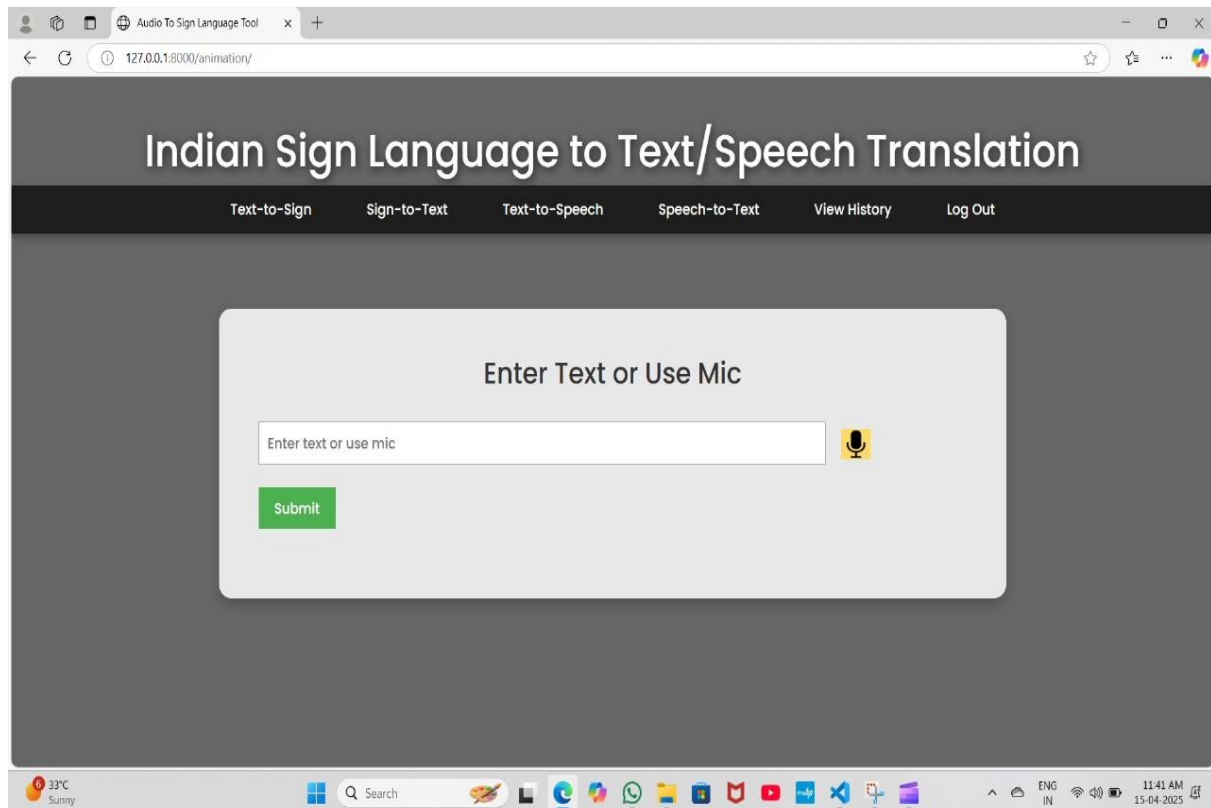 Audio To Sign Language Tool
127.0.0.1:8000/animation/
Indian Sign Language to Text/Speech Translation
Text-to-Sign Sign-to-Text Text-to-Speech Speech-to-Text View History Log Out
Enter Text or Use Mic
Enter text or use mic
Submit
6 33°C
Sunny
Search
ENG
IN
11:41 AM
15-04-2025